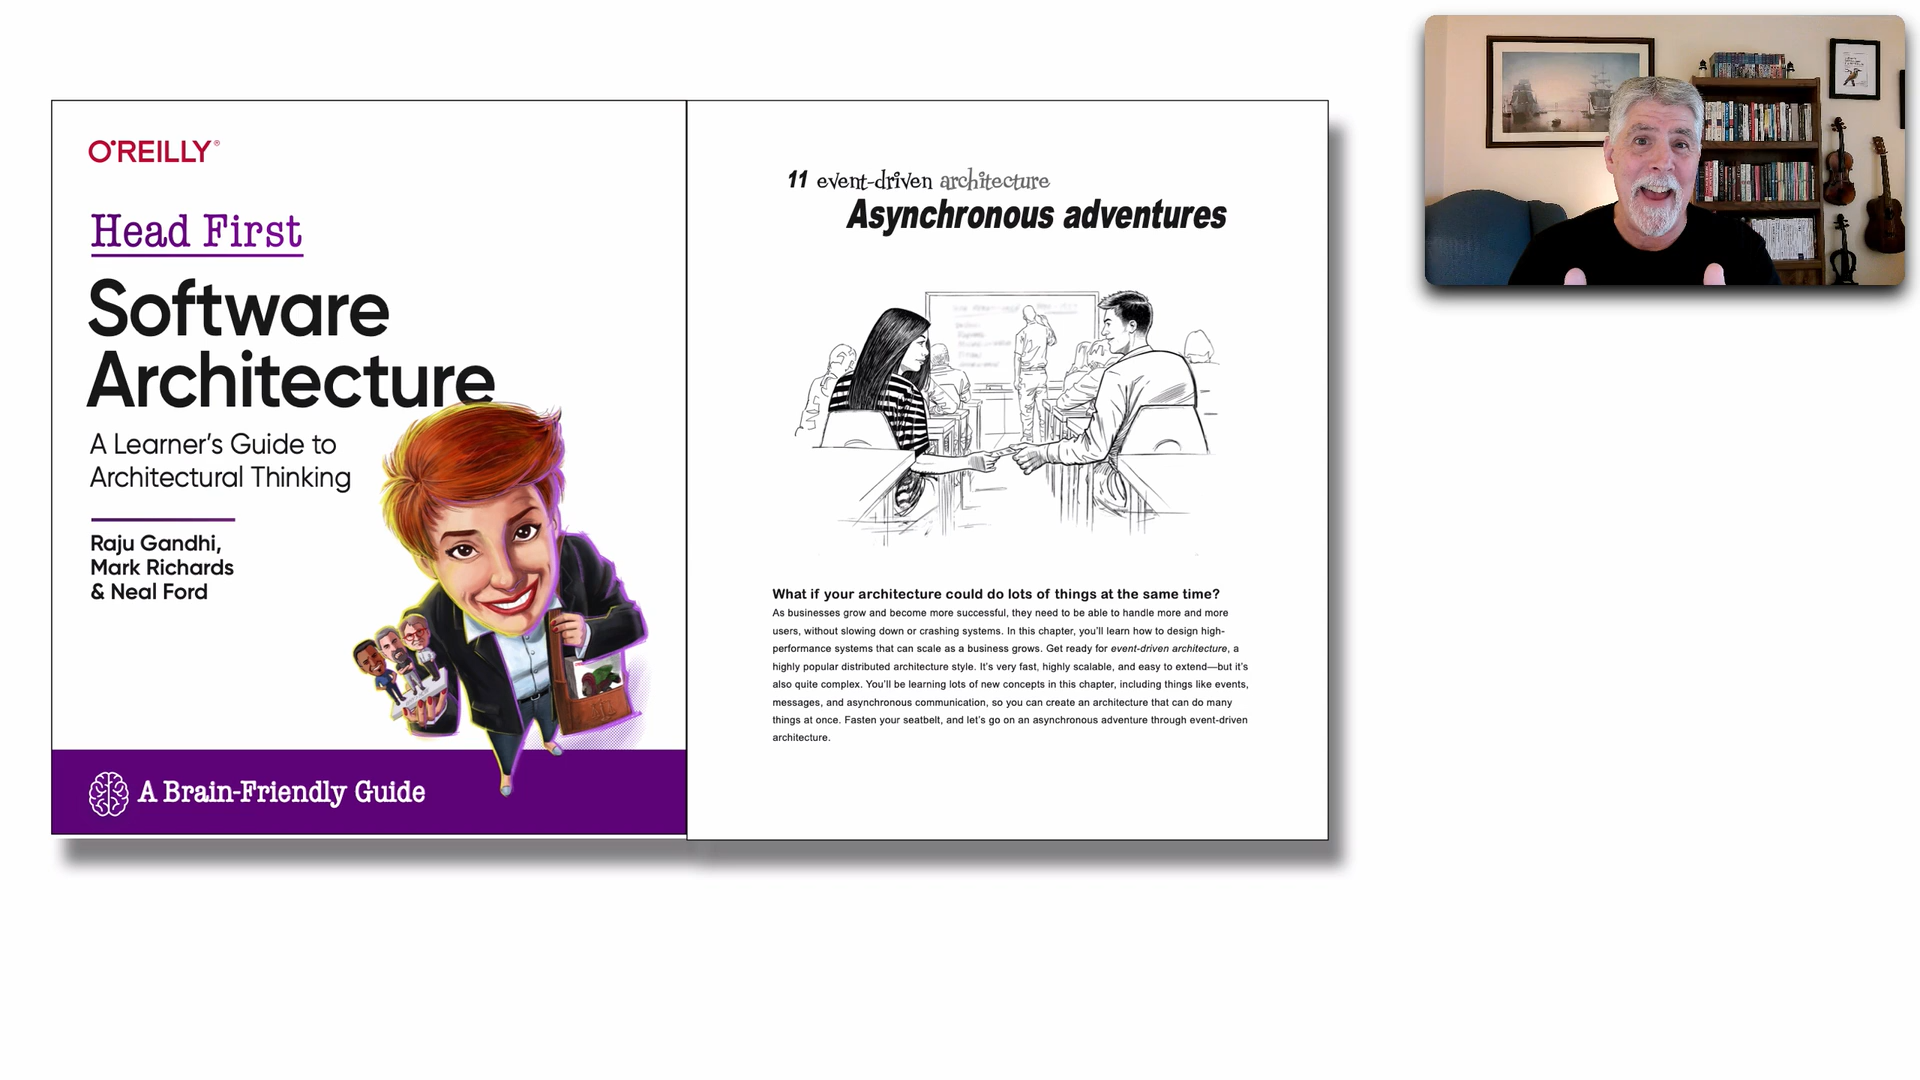 O'REILLY®
Head First
Software
Architecture
A Learner's Guide to
Architectural Thinking
Raju Gandhi,
Mark Richards
& Neal Ford
A Brain-Friendly Guide
11 event-driven architecture
Asynchronous adventures
What if your architecture could do lots of things at the same time?
As businesses grow and become more successful, they need to be able to handle more and more
users, without slowing down or crashing systems. In this chapter, you'll learn how to design high-
performance systems that can scale as a business grows. Get ready for event-driven architecture, a
highly popular distributed architecture style. It's very fast, highly scalable, and easy to extend—but it's
also quite complex. You'll be learning lots of new concepts in this chapter, including things like events,
messages, and asynchronous communication, so you can create an architecture that can do many
things at once. Fasten your seatbelt, and let's go on an asynchronous adventure through event-driven
architecture.